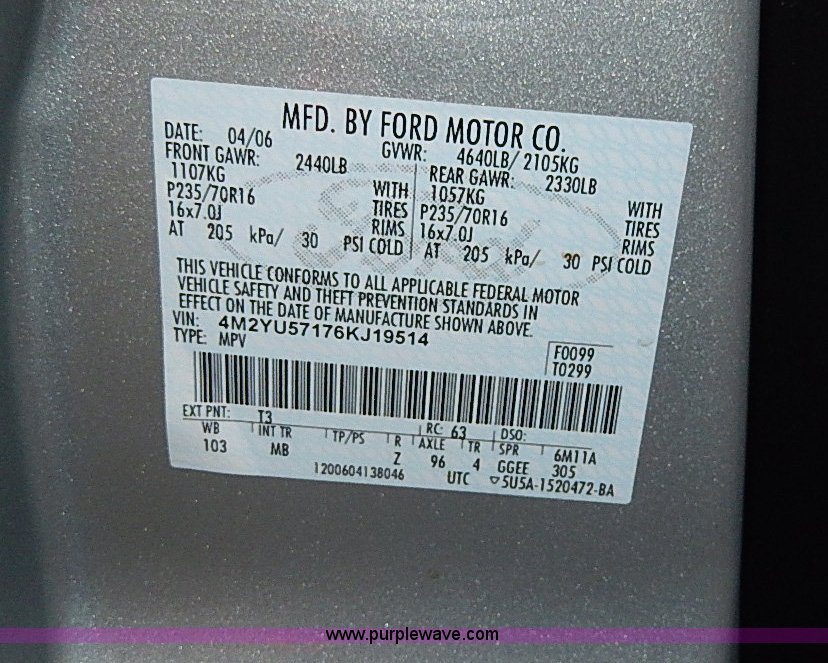 MFD. BY FORD MOTOR CO.
DATE: 04/06 GVWR: 4640LB/ 2105KG
FRONT GAWR: 2440LB REAR GAWR: 2330LB
1107KG WITH 1057KG WITH
P235/70R16 TIRES P235/70R16 TIRES
16x7.0J RIMS 16x7.0J RIMS
AT 205 kPa/ 30 PSI COLD AT 205 kPa/ 30 PSI COLD
Ford
THIS VEHICLE CONFORMS TO ALL APPLICABLE FEDERAL MOTOR
VEHICLE SAFETY AND THEFT PREVENTION STANDARDS IN
EFFECT ON THE DATE OF MANUFACTURE SHOWN ABOVE.
VIN: 4M2YU57176KJ19514
TYPE: MPV
F0099
T0299
EXT PNT: T3 RC: 63 DSO:
WB INT TR TP/PS R AXLE TR SPR 6M11A
103 MB Z 96 4 GGEE 305
1200604138046 UTC ▽5U5A-1520472-BA
www.purplewave.com